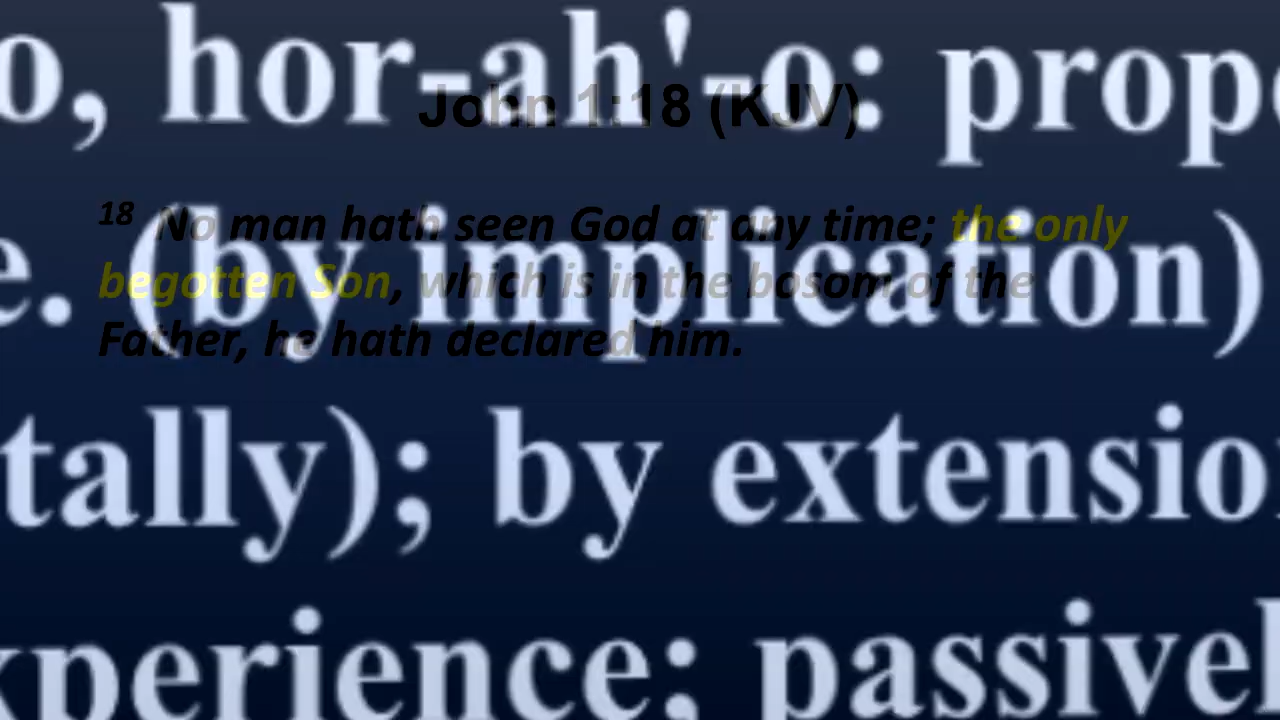 o, hor-ah'-o: prop
John 1:18 (KJV)
18 No man hath seen God at any time; the only
begotten Son, which is in the bosom of the
Father, he hath declared him.
e. (by implication)
tally); by extensio
xperience; passivel